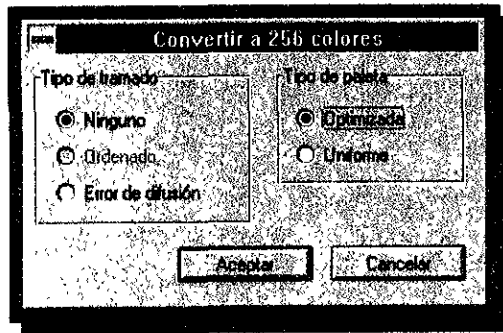 Convertir a 256 colores
Tipo de tramado
Ninguno
Ordenado
Error de difusión
Tipo de paleta
Optimizada
Uniforme
Aceptar
Cancelar